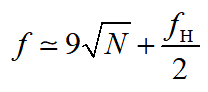 f ≃ 9√N + f_H/2